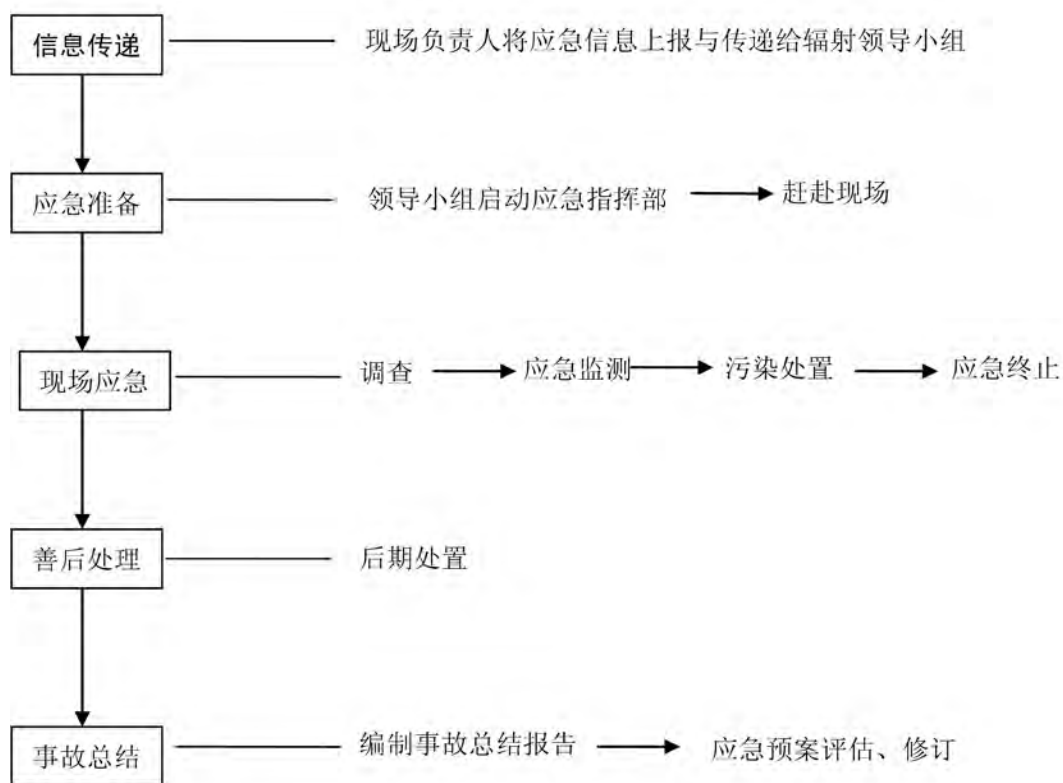 信息传递 现场负责人将应急信息上报与传递给辐射领导小组
应急准备 领导小组启动应急指挥部 赶赴现场
现场应急 调查 应急监测 污染处置 应急终止
善后处理 后期处置
事故总结 编制事故总结报告 应急预案评估、修订